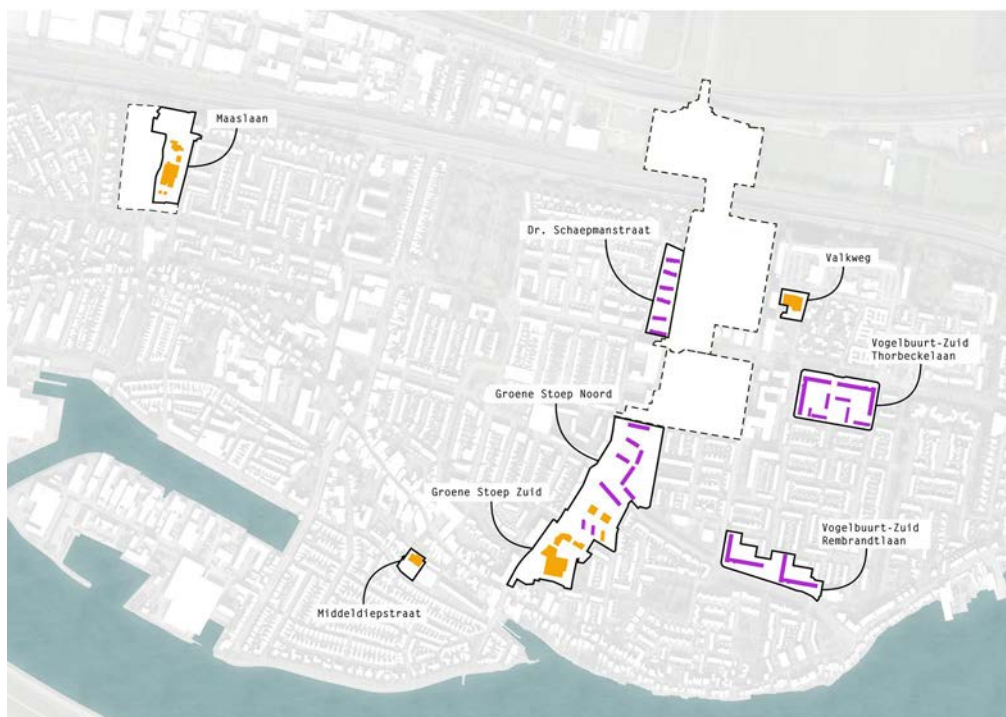 Maaslaan
Dr. Schaepmanstraat
Valkweg
Vogelbuurt-Zuid
Thorbeckelaan
Groene Stoep Noord
Groene Stoep Zuid
Vogelbuurt-Zuid
Rembrandtlaan
Middeldiepstraat